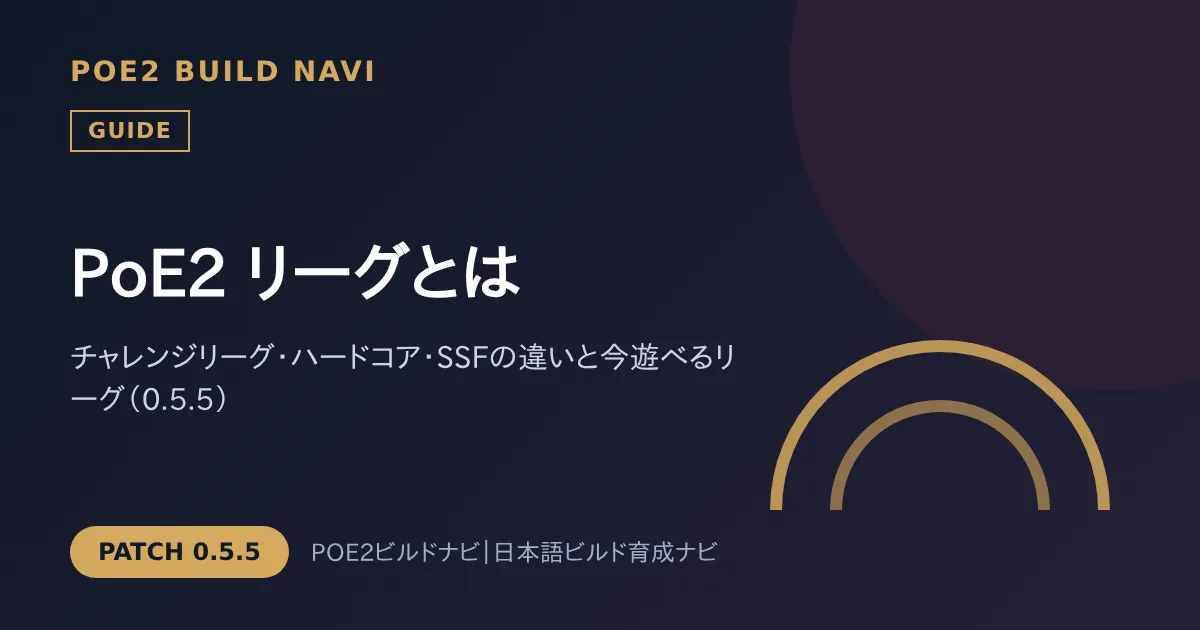 POE2 BUILD NAVI
GUIDE
PoE2 リーグとは
チャレンジリーグ・ハードコア・SSFの違いと今遊べるリ
ーグ（0.5.5）
PATCH 0.5.5
POE2ビルドナビ|日本語ビルド育成ナビ